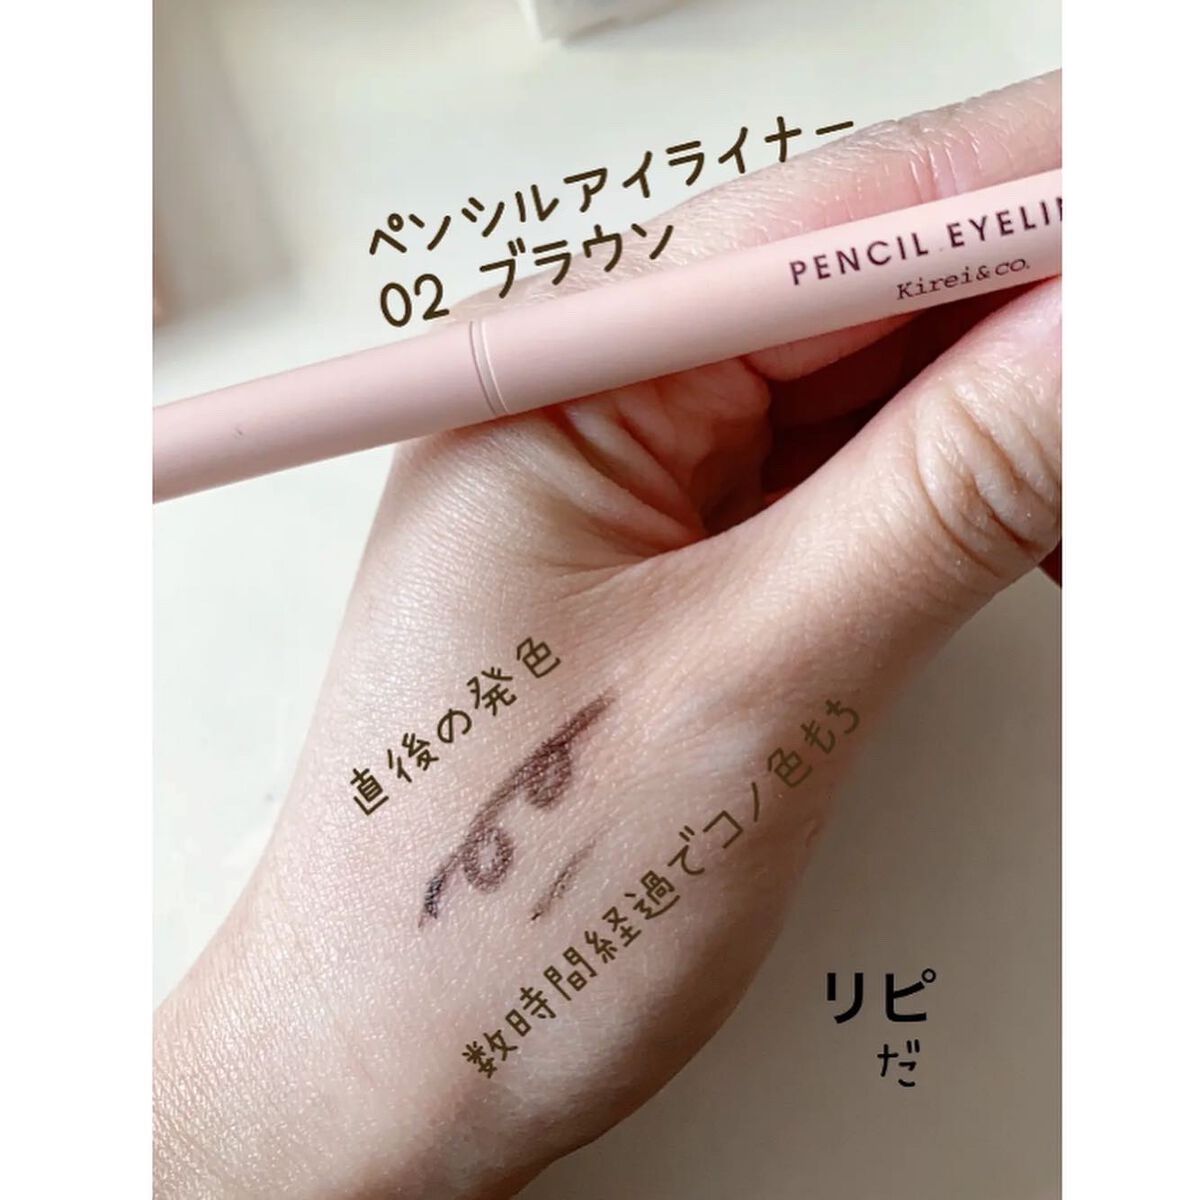 ペンシルアイライナー
02 ブラウン
PENCIL EYELIN
Kirei&co.
直後の発色
数時間経過でコノ色もち
リピ
だ